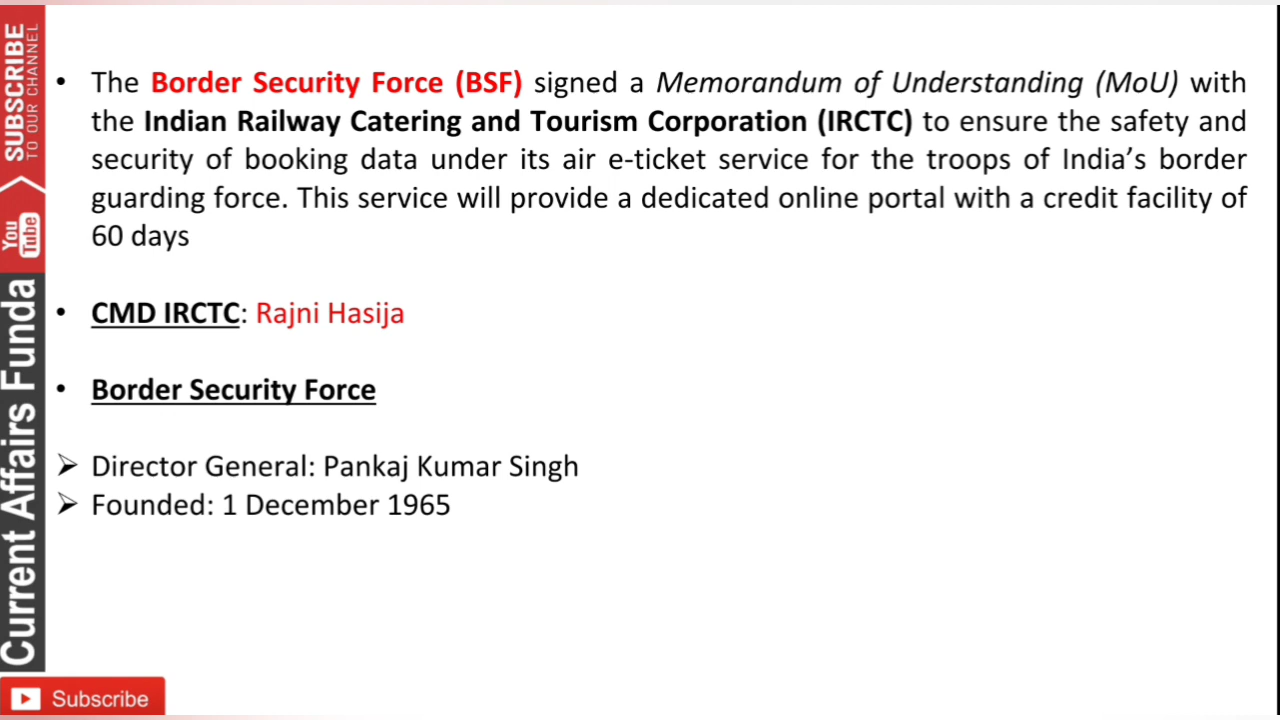 SUBSCRIBE
TO OUR CHANNEL
You
Tube
Current Affairs Funda
• The Border Security Force (BSF) signed a Memorandum of Understanding (MoU) with
the Indian Railway Catering and Tourism Corporation (IRCTC) to ensure the safety and
security of booking data under its air e-ticket service for the troops of India’s border
guarding force. This service will provide a dedicated online portal with a credit facility of
60 days
• CMD IRCTC: Rajni Hasija
• Border Security Force
➢ Director General: Pankaj Kumar Singh
➢ Founded: 1 December 1965
Subscribe